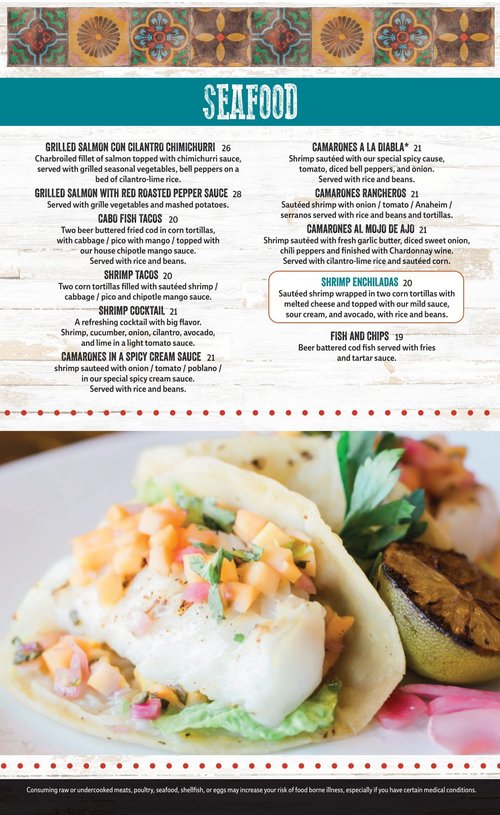 SEAFOOD
GRILLED SALMON CON CILANTRO CHIMICHURRI 26
Charbroiled fillet of salmon topped with chimichurri sauce,
served with grilled seasonal vegetables, bell peppers on a
bed of cilantro-lime rice.
GRILLED SALMON WITH RED ROASTED PEPPER SAUCE 28
Served with grille vegetables and mashed potatoes.
CABO FISH TACOS 20
Two beer buttered fried cod in corn tortillas,
with cabbage / pico with mango / topped with
our house chipotle mango sauce.
Served with rice and beans.
SHRIMP TACOS 20
Two corn tortillas filled with sautéed shrimp /
cabbage / pico and chipotle mango sauce.
SHRIMP COCKTAIL 21
A refreshing cocktail with big flavor.
Shrimp, cucumber, onion, cilantro, avocado,
and lime in a light tomato sauce.
CAMARONES IN A SPICY CREAM SAUCE 21
shrimp sauteed with onion / tomato / poblano /
in our special spicy cream sauce.
Served with rice and beans.
CAMARONES A LA DIABLA* 21
Shrimp sautéed with our special spicy cause,
tomato, diced bell peppers, and onion.
Served with rice and beans.
CAMARONES RANCHEROS 21
Sautéed shrimp with onion / tomato / Anaheim /
serranos served with rice and beans and tortillas.
CAMARONES AL MOJO DE AJO 21
Shrimp sautéed with fresh garlic butter, diced sweet onion,
chili peppers and finished with Chardonnay wine.
Served with cilantro-lime rice and sautéed corn.
SHRIMP ENCHILADAS 20
Sautéed shrimp wrapped in two corn tortillas with
melted cheese and topped with our mild sauce,
sour cream, and avocado, with rice and beans.
FISH AND CHIPS 19
Beer battered cod fish served with fries
and tartar sauce.
Consuming raw or undercooked meats, poultry, seafood, shellfish, or eggs may increase your risk of food borne illness, especially if you have certain medical conditions.